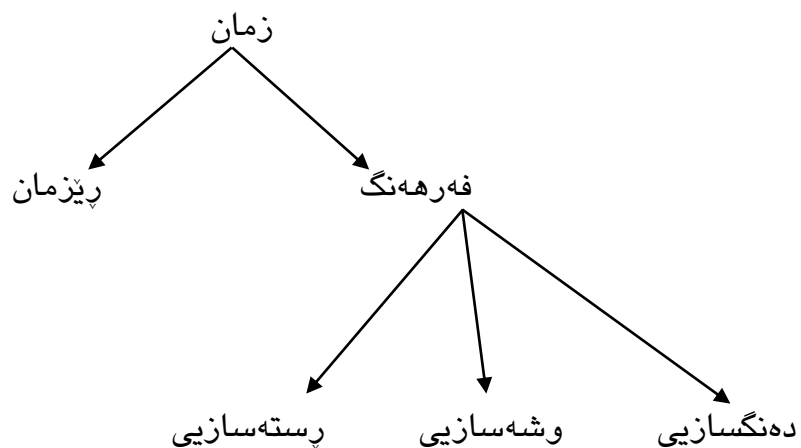 زمان
فەرهەنگ ڕێزمان
دەنگسازیی وشەسازیی ڕستەسازیی